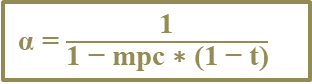 α = 1 / 1 − mpc ∗ (1 − t)